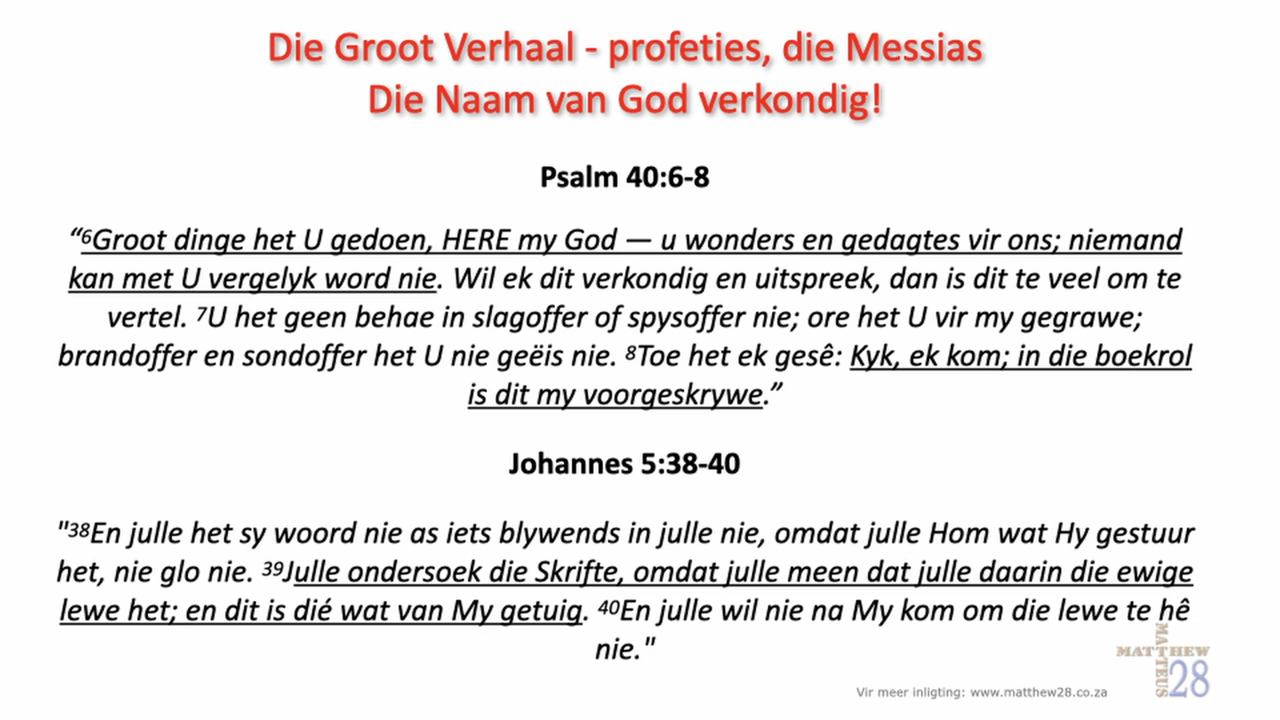 Die Groot Verhaal - profeties, die Messias
Die Naam van God verkondig!
Psalm 40:6-8
“⁶Groot dinge het U gedoen, HERE my God — u wonders en gedagtes vir ons; niemand
kan met U vergelyk word nie. Wil ek dit verkondig en uitspreek, dan is dit te veel om te
vertel. ⁷U het geen behae in slagoffer of spysoffer nie; ore het U vir my gegrawe;
brandoffer en sondoffer het U nie geëis nie. ⁸Toe het ek gesê: Kyk, ek kom; in die boekrol
is dit my voorgeskrywe.”
Johannes 5:38-40
"³⁸En julle het sy woord nie as iets blywends in julle nie, omdat julle Hom wat Hy gestuur
het, nie glo nie. ³⁹Julle ondersoek die Skrifte, omdat julle meen dat julle daarin die ewige
lewe het; en dit is dié wat van My getuig. ⁴⁰En julle wil nie na My kom om die lewe te hê
nie."
MATTHEW
MATTEUS
28
Vir meer inligting: www.matthew28.co.za